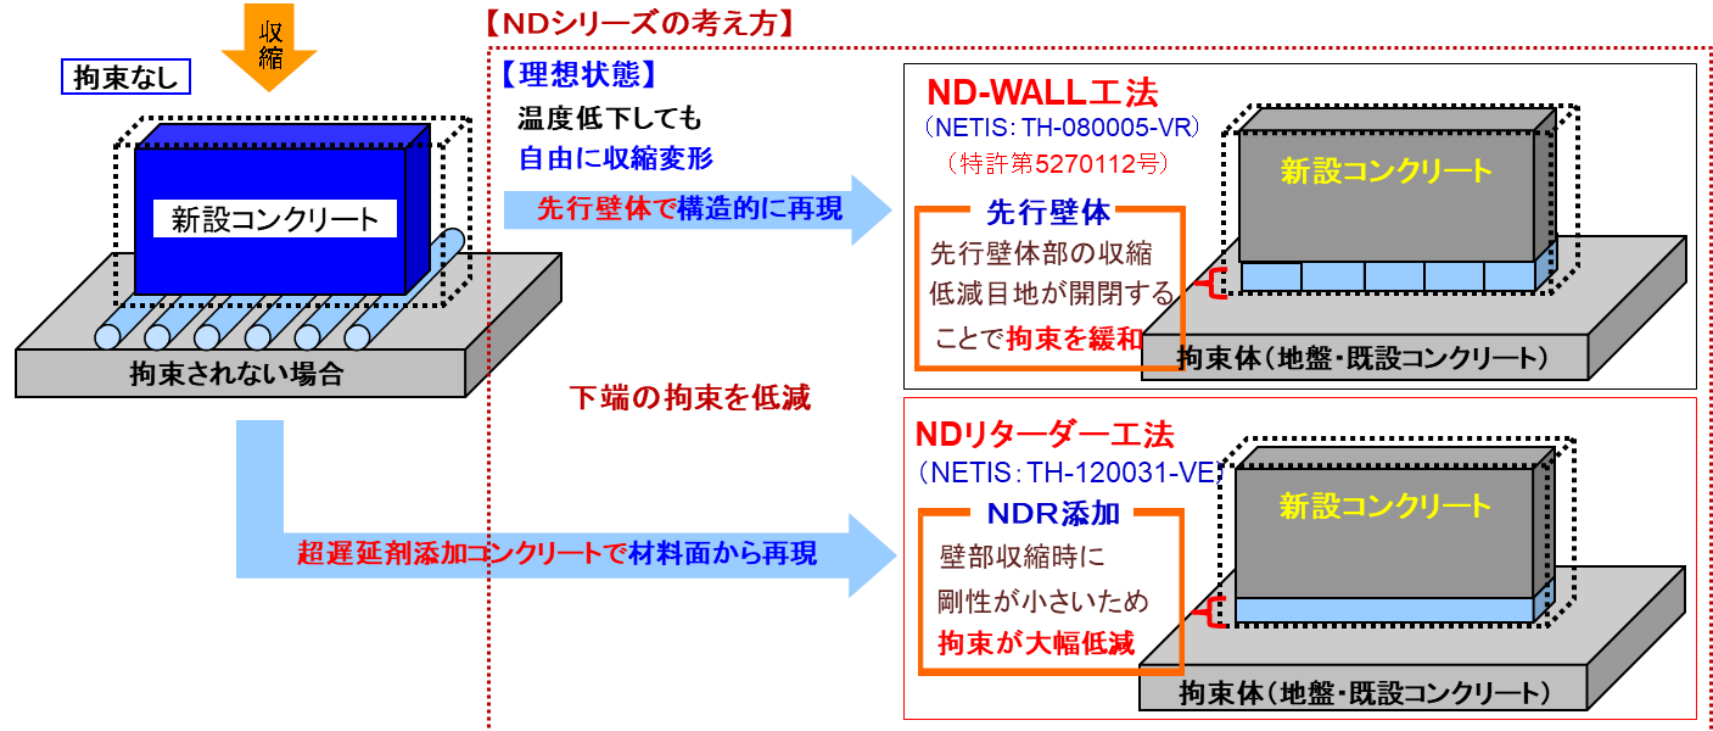 収
縮
拘束なし
新設コンクリート
拘束されない場合
【NDシリーズの考え方】
【理想状態】
温度低下しても
自由に収縮変形
先行壁体で構造的に再現
下端の拘束を低減
超遅延剤添加コンクリートで材料面から再現
ND-WALL工法
（NETIS：TH-080005-VR）
（特許第5270112号）
先行壁体
先行壁体部の収縮
低減目地が開閉する
ことで拘束を緩和
新設コンクリート
拘束体（地盤・既設コンクリート）
NDリターダー工法
（NETIS：TH-120031-VE）
NDR添加
壁部収縮時に
剛性が小さいため
拘束が大幅低減
新設コンクリート
拘束体（地盤・既設コンクリート）